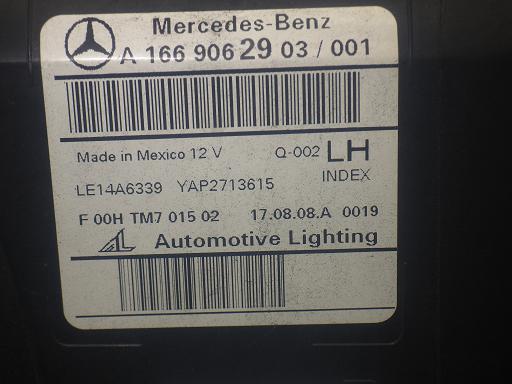 Mercedes-Benz
A 166 906 29 03 / 001
Made in Mexico 12 V Q-002 LH
LE14A6339 YAP2713615 INDEX
F 00H TM7 015 02 17.08.08.A 0019
AL Automotive Lighting